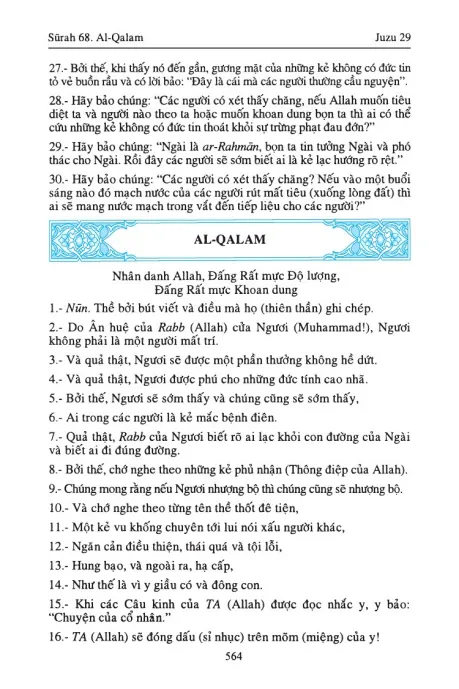 Sūrah 68. Al-Qalam Juzu 29
27.- Bởi thế, khi thấy nó đến gần, gương mặt của những kẻ không có đức tin
tỏ vẻ buồn rầu và có lời bảo: “Đây là cái mà các người thường cầu nguyện”.
28.- Hãy bảo chúng: “Các người có xét thấy chăng, nếu Allah muốn tiêu
diệt ta và người nào theo ta hoặc muốn khoan dung bọn ta thì ai có thể
cứu những kẻ không có đức tin thoát khỏi sự trừng phạt đau đớn?”
29.- Hãy bảo chúng: “Ngài là ar-Rahmān, bọn ta tin tưởng Ngài và phó
thác cho Ngài. Rồi đây các người sẽ sớm biết ai là kẻ lạc hướng rõ rệt.”
30.- Hãy bảo chúng: “Các người có xét thấy chăng? Nếu vào một buổi
sáng nào đó mạch nước của các người rút mất tiêu (xuống lòng đất) thì
ai sẽ mang nước mạch trong vắt đến tiếp liệu cho các người?”
AL-QALAM
Nhân danh Allah, Đấng Rất mực Độ lượng,
Đấng Rất mực Khoan dung
1.- Nūn. Thề bởi bút viết và điều mà họ (thiên thần) ghi chép.
2.- Do Ân huệ của Rabb (Allah) của Ngươi (Muhammad!), Ngươi
không phải là một người mất trí.
3.- Và quả thật, Ngươi sẽ được một phần thưởng không hề dứt.
4.- Và quả thật, Ngươi được phú cho những đức tính cao nhã.
5.- Bởi thế, Ngươi sẽ sớm thấy và chúng cũng sẽ sớm thấy,
6.- Ai trong các người là kẻ mắc bệnh điên.
7.- Quả thật, Rabb của Ngươi biết rõ ai lạc khỏi con đường của Ngài
và biết ai đi đúng đường.
8.- Bởi thế, chớ nghe theo những kẻ phủ nhận (Thông điệp của Allah).
9.- Chúng mong rằng nếu Ngươi nhượng bộ thì chúng cũng sẽ nhượng bộ.
10.- Và chớ nghe theo từng tên thề thốt đê tiện,
11.- Một kẻ vu khống chuyên tới lui nói xấu người khác,
12.- Ngăn cản điều thiện, thái quá và tội lỗi,
13.- Hung bạo, và ngoài ra, hạ cấp,
14.- Như thế là vì y giầu có và đông con.
15.- Khi các Câu kinh của TA (Allah) được đọc nhắc y, y bảo:
“Chuyện của cổ nhân.”
16.- TA (Allah) sẽ đóng dấu (sỉ nhục) trên mõm (miệng) của y!
564